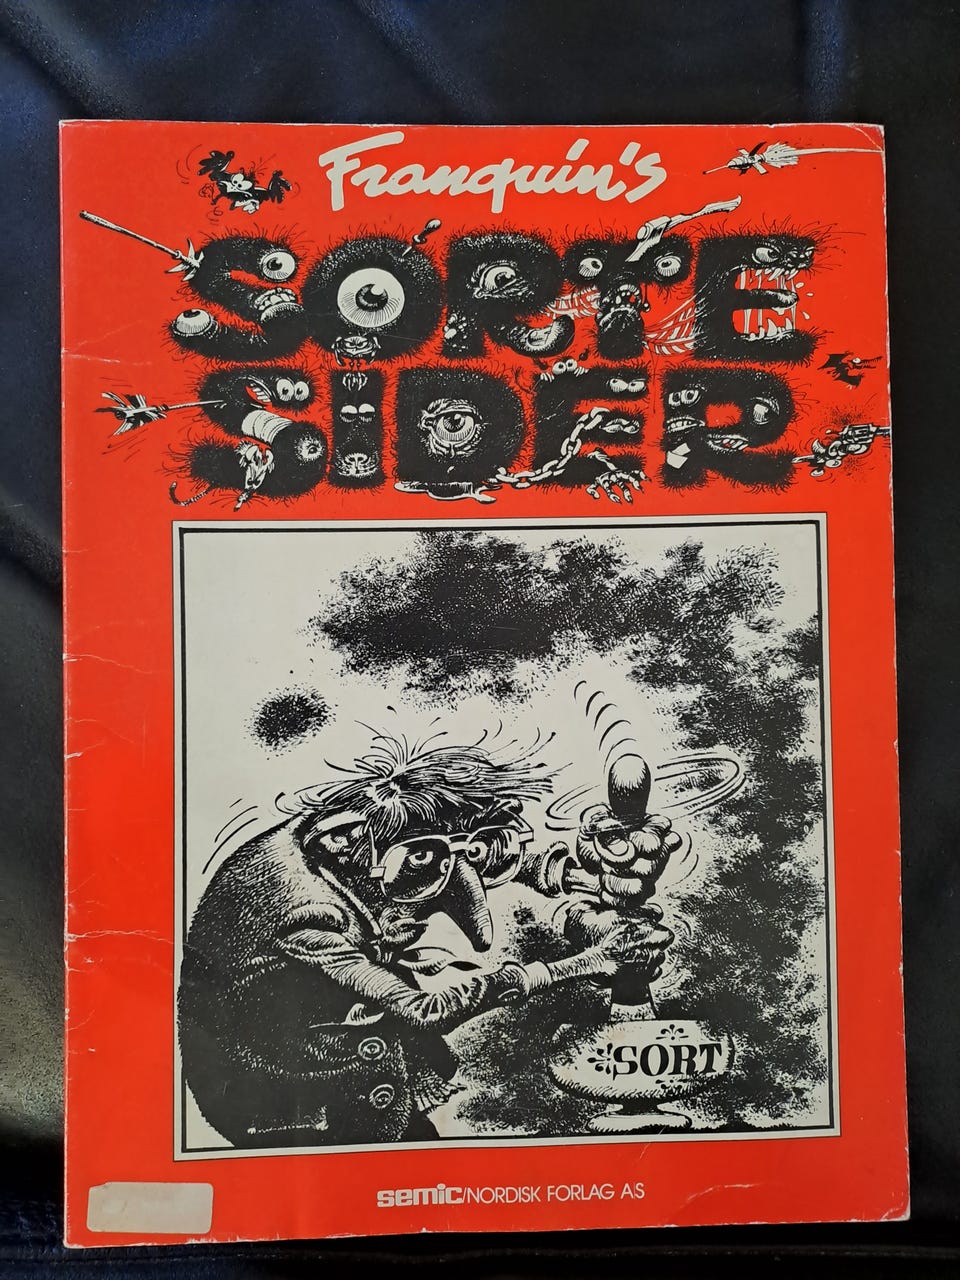 Franquin's
SORTE
SIDER
SORT
semic/NORDISK FORLAG A/S